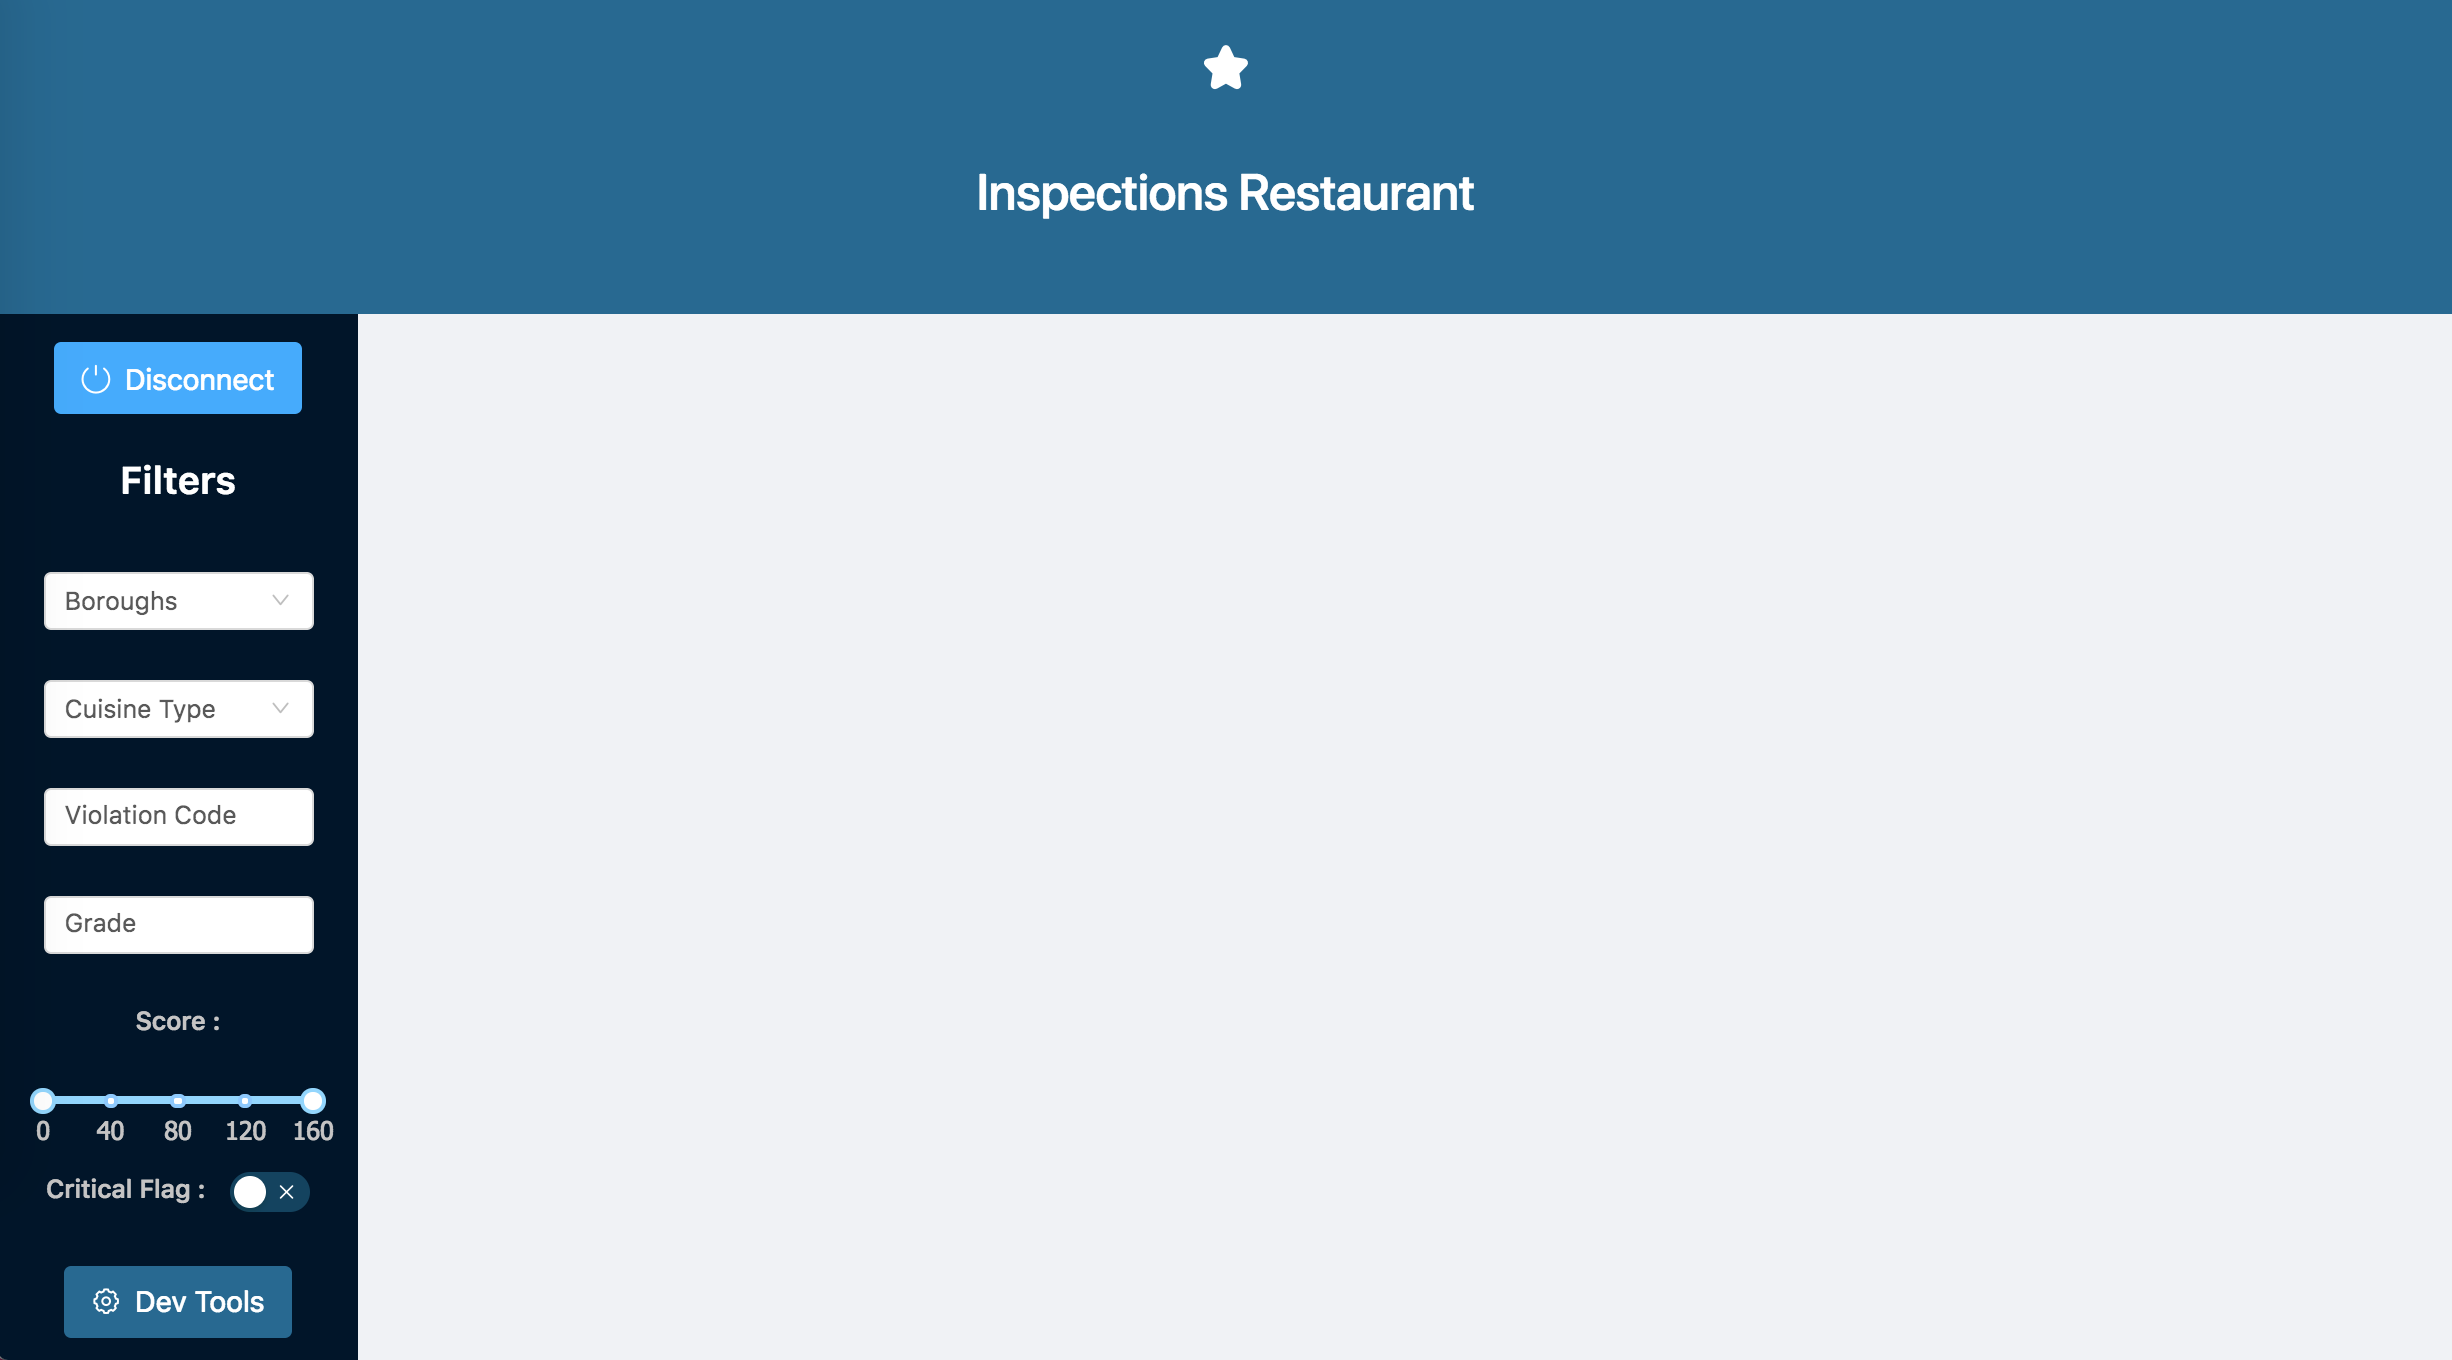 Inspections Restaurant
Disconnect
Filters
Boroughs
Cuisine Type
Violation Code
Grade
Score :
0 40 80 120 160
Critical Flag :
Dev Tools